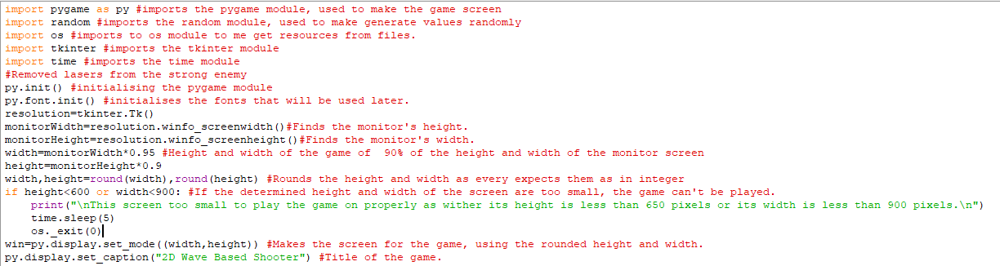 import pygame as py #imports the pygame module, used to make the game screen
import random #imports the random module, used to make generate values randomly
import os #imports to os module to me get resources from files.
import tkinter #imports the tkinter module
import time #imports the time module
#Removed lasers from the strong enemy
py.init() #initialising the pygame module
py.font.init() #initialises the fonts that will be used later.
resolution=tkinter.Tk()
monitorWidth=resolution.winfo_screenwidth()#Finds the monitor's height.
monitorHeight=resolution.winfo_screenheight()#Finds the monitor's width.
width=monitorWidth*0.95 #Height and width of the game of  90% of the height and width of the monitor screen
height=monitorHeight*0.9
width,height=round(width),round(height) #Rounds the height and width as every expects them as in integer
if height<600 or width<900: #If the determined height and width of the screen are too small, the game can't be played.
    print("\nThis screen too small to play the game on properly as wither its height is less than 650 pixels or its width is less than 900 pixels.\n")
    time.sleep(5)
    os._exit(0)
win=py.display.set_mode((width,height)) #Makes the screen for the game, using the rounded height and width.
py.display.set_caption("2D Wave Based Shooter") #Title of the game.